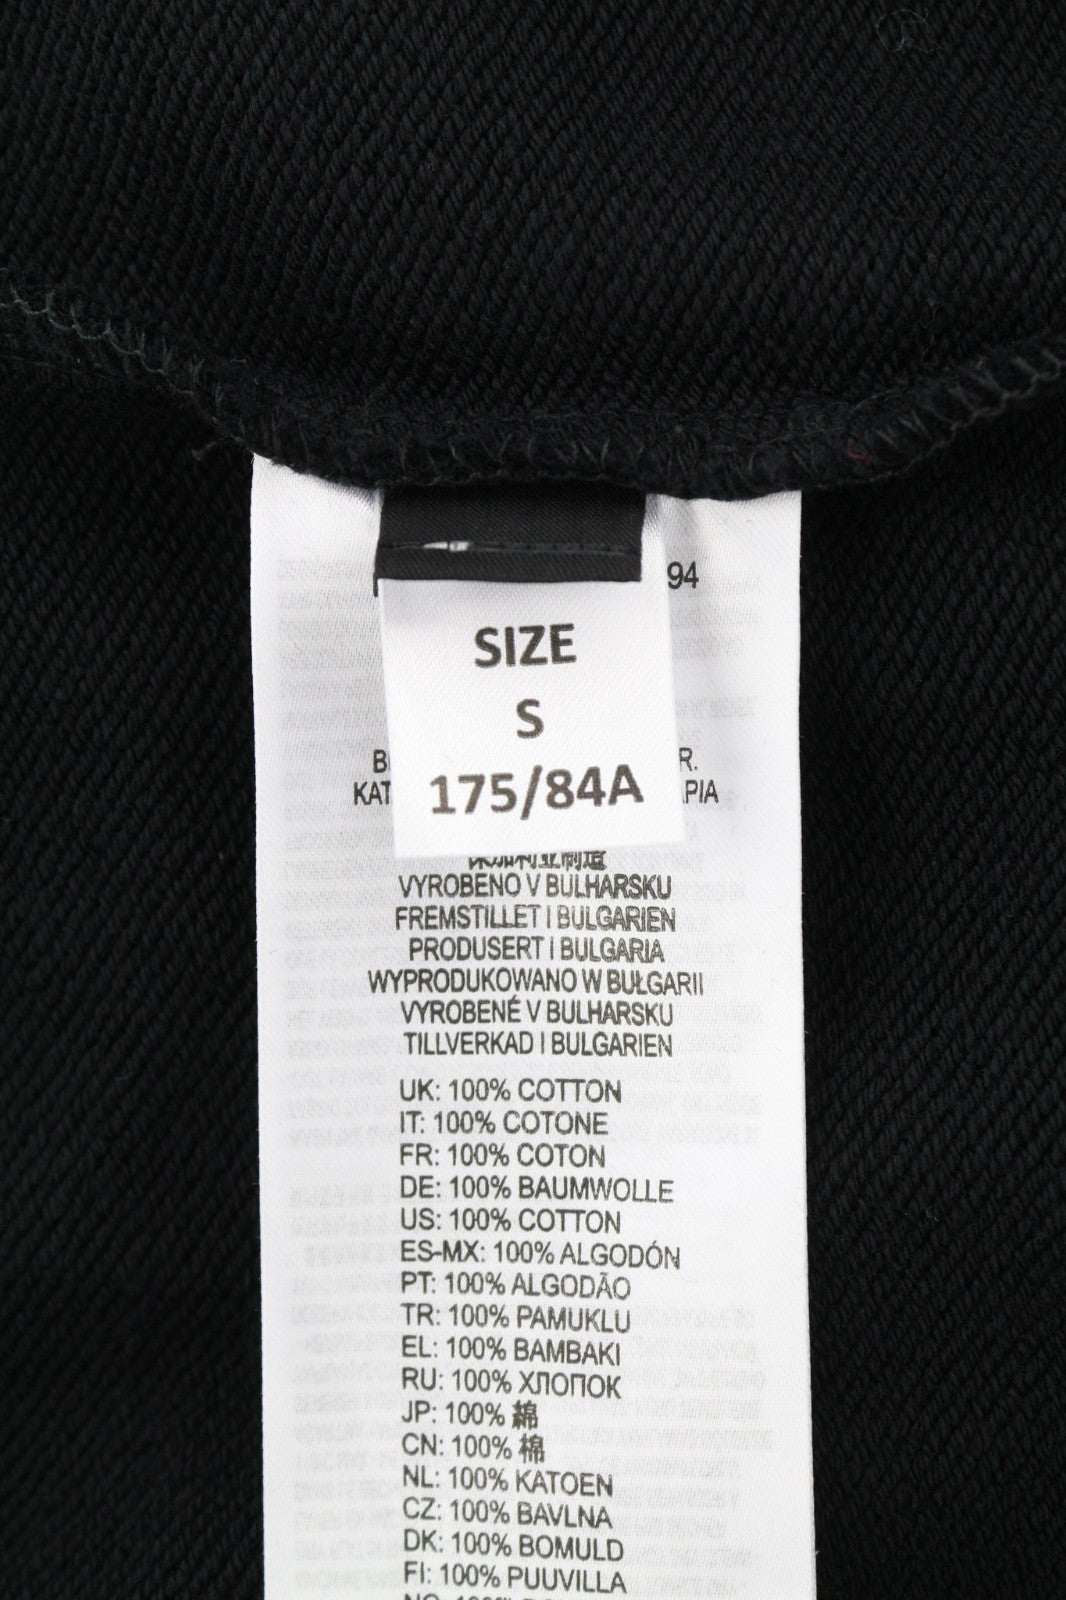 94
SIZE
S
175/84A
R.
VYROBENO V BULHARSKU
FREMSTILLET I BULGARIEN
PRODUSERT I BULGARIA
WYPRODUKOWANO W BUŁGARII
VYROBENÉ V BULHARSKU
TILLVERKAD I BULGARIEN
UK: 100% COTTON
IT: 100% COTONE
FR: 100% COTON
DE: 100% BAUMWOLLE
US: 100% COTTON
ES-MX: 100% ALGODÓN
PT: 100% ALGODÃO
TR: 100% PAMUKLU
EL: 100% BAMBAKI
RU: 100% ХЛОПОК
JP: 100% 綿
CN: 100% 棉
NL: 100% KATOEN
CZ: 100% BAVLNA
DK: 100% BOMULD
FI: 100% PUUVILLA